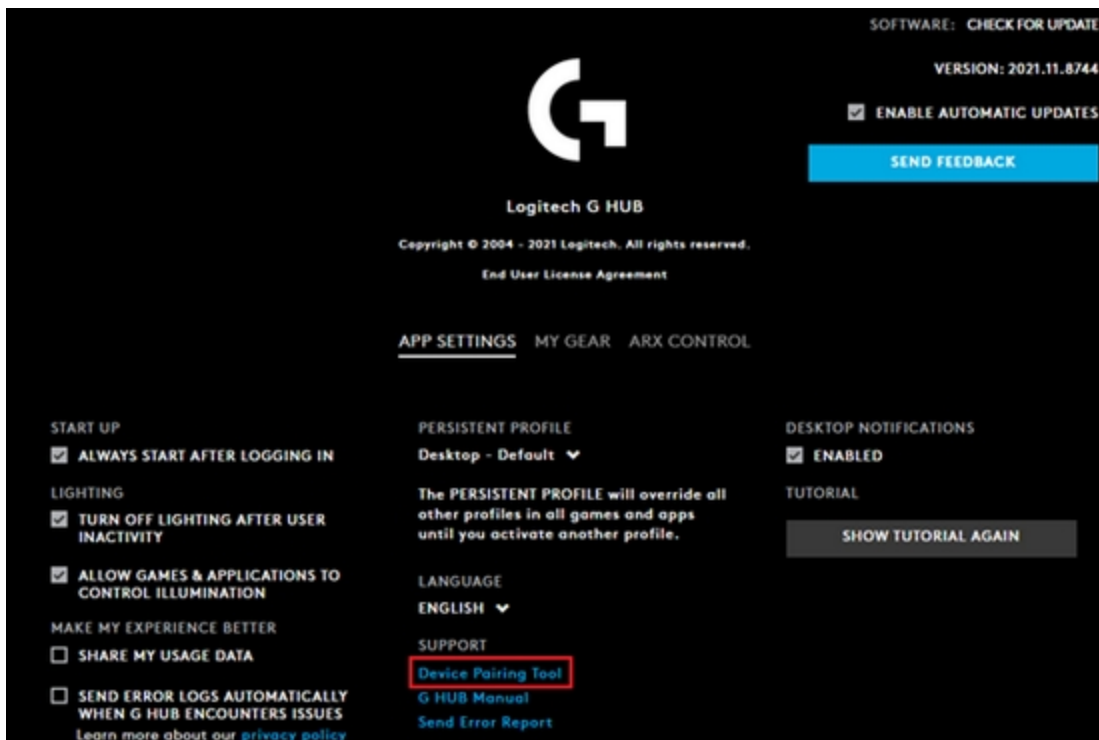 SOFTWARE: CHECK FOR UPDATE
VERSION: 2021.11.8744
ENABLE AUTOMATIC UPDATES
SEND FEEDBACK
Logitech G HUB
Copyright © 2004 - 2021 Logitech. All rights reserved.
End User License Agreement
APP SETTINGS MY GEAR ARX CONTROL
START UP
ALWAYS START AFTER LOGGING IN
LIGHTING
TURN OFF LIGHTING AFTER USER
INACTIVITY
ALLOW GAMES & APPLICATIONS TO
CONTROL ILLUMINATION
MAKE MY EXPERIENCE BETTER
SHARE MY USAGE DATA
SEND ERROR LOGS AUTOMATICALLY
WHEN G HUB ENCOUNTERS ISSUES
Learn more about our privacy policy
PERSISTENT PROFILE
Desktop - Default
The PERSISTENT PROFILE will override all
other profiles in all games and apps
until you activate another profile.
LANGUAGE
ENGLISH
SUPPORT
Device Pairing Tool
G HUB Manual
Send Error Report
DESKTOP NOTIFICATIONS
ENABLED
TUTORIAL
SHOW TUTORIAL AGAIN